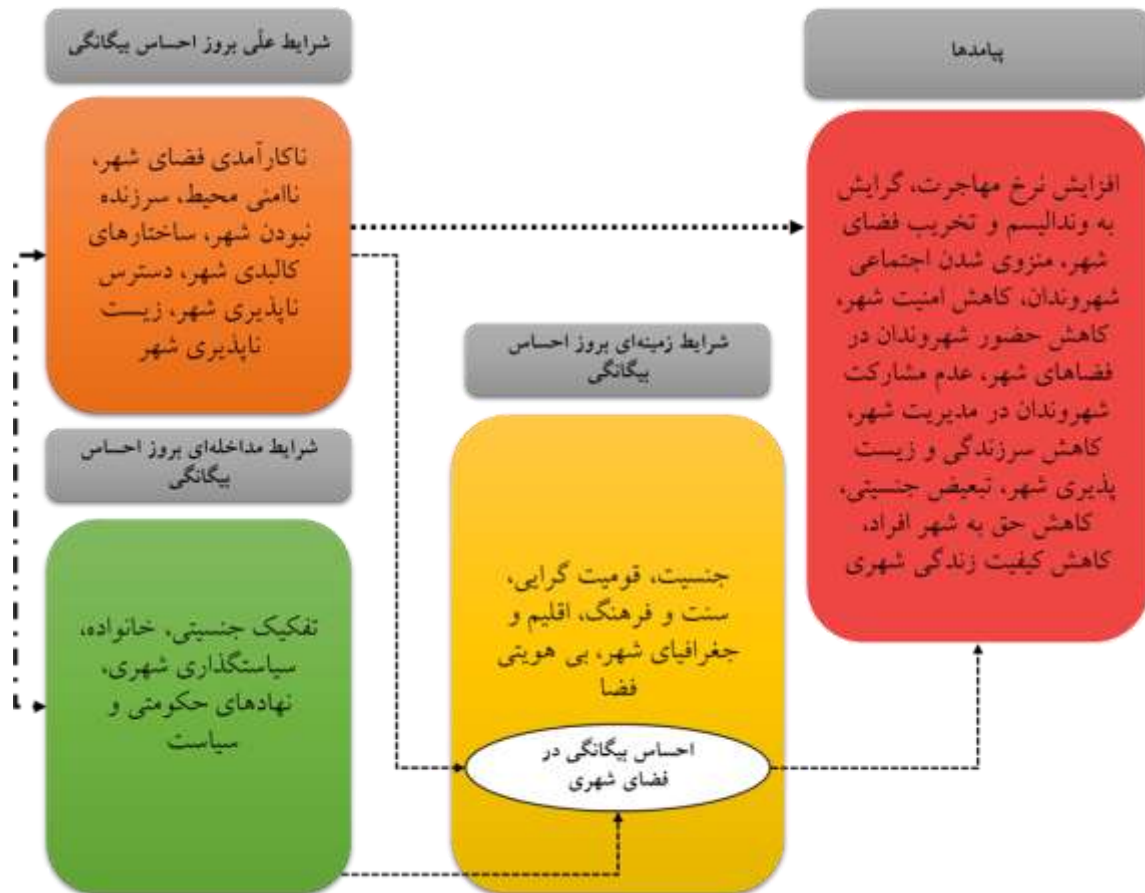 شرایط علّی بروز احساس بیگانگی
ناکارآمدی فضای شهر،
ناامنی محیط، سرزنده
نبودن شهر، ساختارهای
کالبدی شهر، دسترس
ناپذیری شهر، زیست
ناپذیری شهر
شرایط مداخله‌ای بروز احساس
بیگانگی
تفکیک جنسیتی، خانواده،
سیاستگذاری شهری،
نهادهای حکومتی و
سیاست
شرایط زمینه‌ای بروز احساس
بیگانگی
جنسیت، قومیت گرایی،
سنت و فرهنگ، اقلیم و
جغرافیای شهر، بی هویتی
فضا
احساس بیگانگی در
فضای شهری
پیامدها
افزایش نرخ مهاجرت، گرایش
به وندالیسم و تخریب فضای
شهر، منزوی شدن اجتماعی
شهروندان، کاهش امنیت شهر،
کاهش حضور شهروندان در
فضاهای شهر، عدم مشارکت
شهروندان در مدیریت شهر،
کاهش سرزندگی و زیست
پذیری شهر، تبعیض جنسیتی،
کاهش حق به شهر افراد،
کاهش کیفیت زندگی شهری